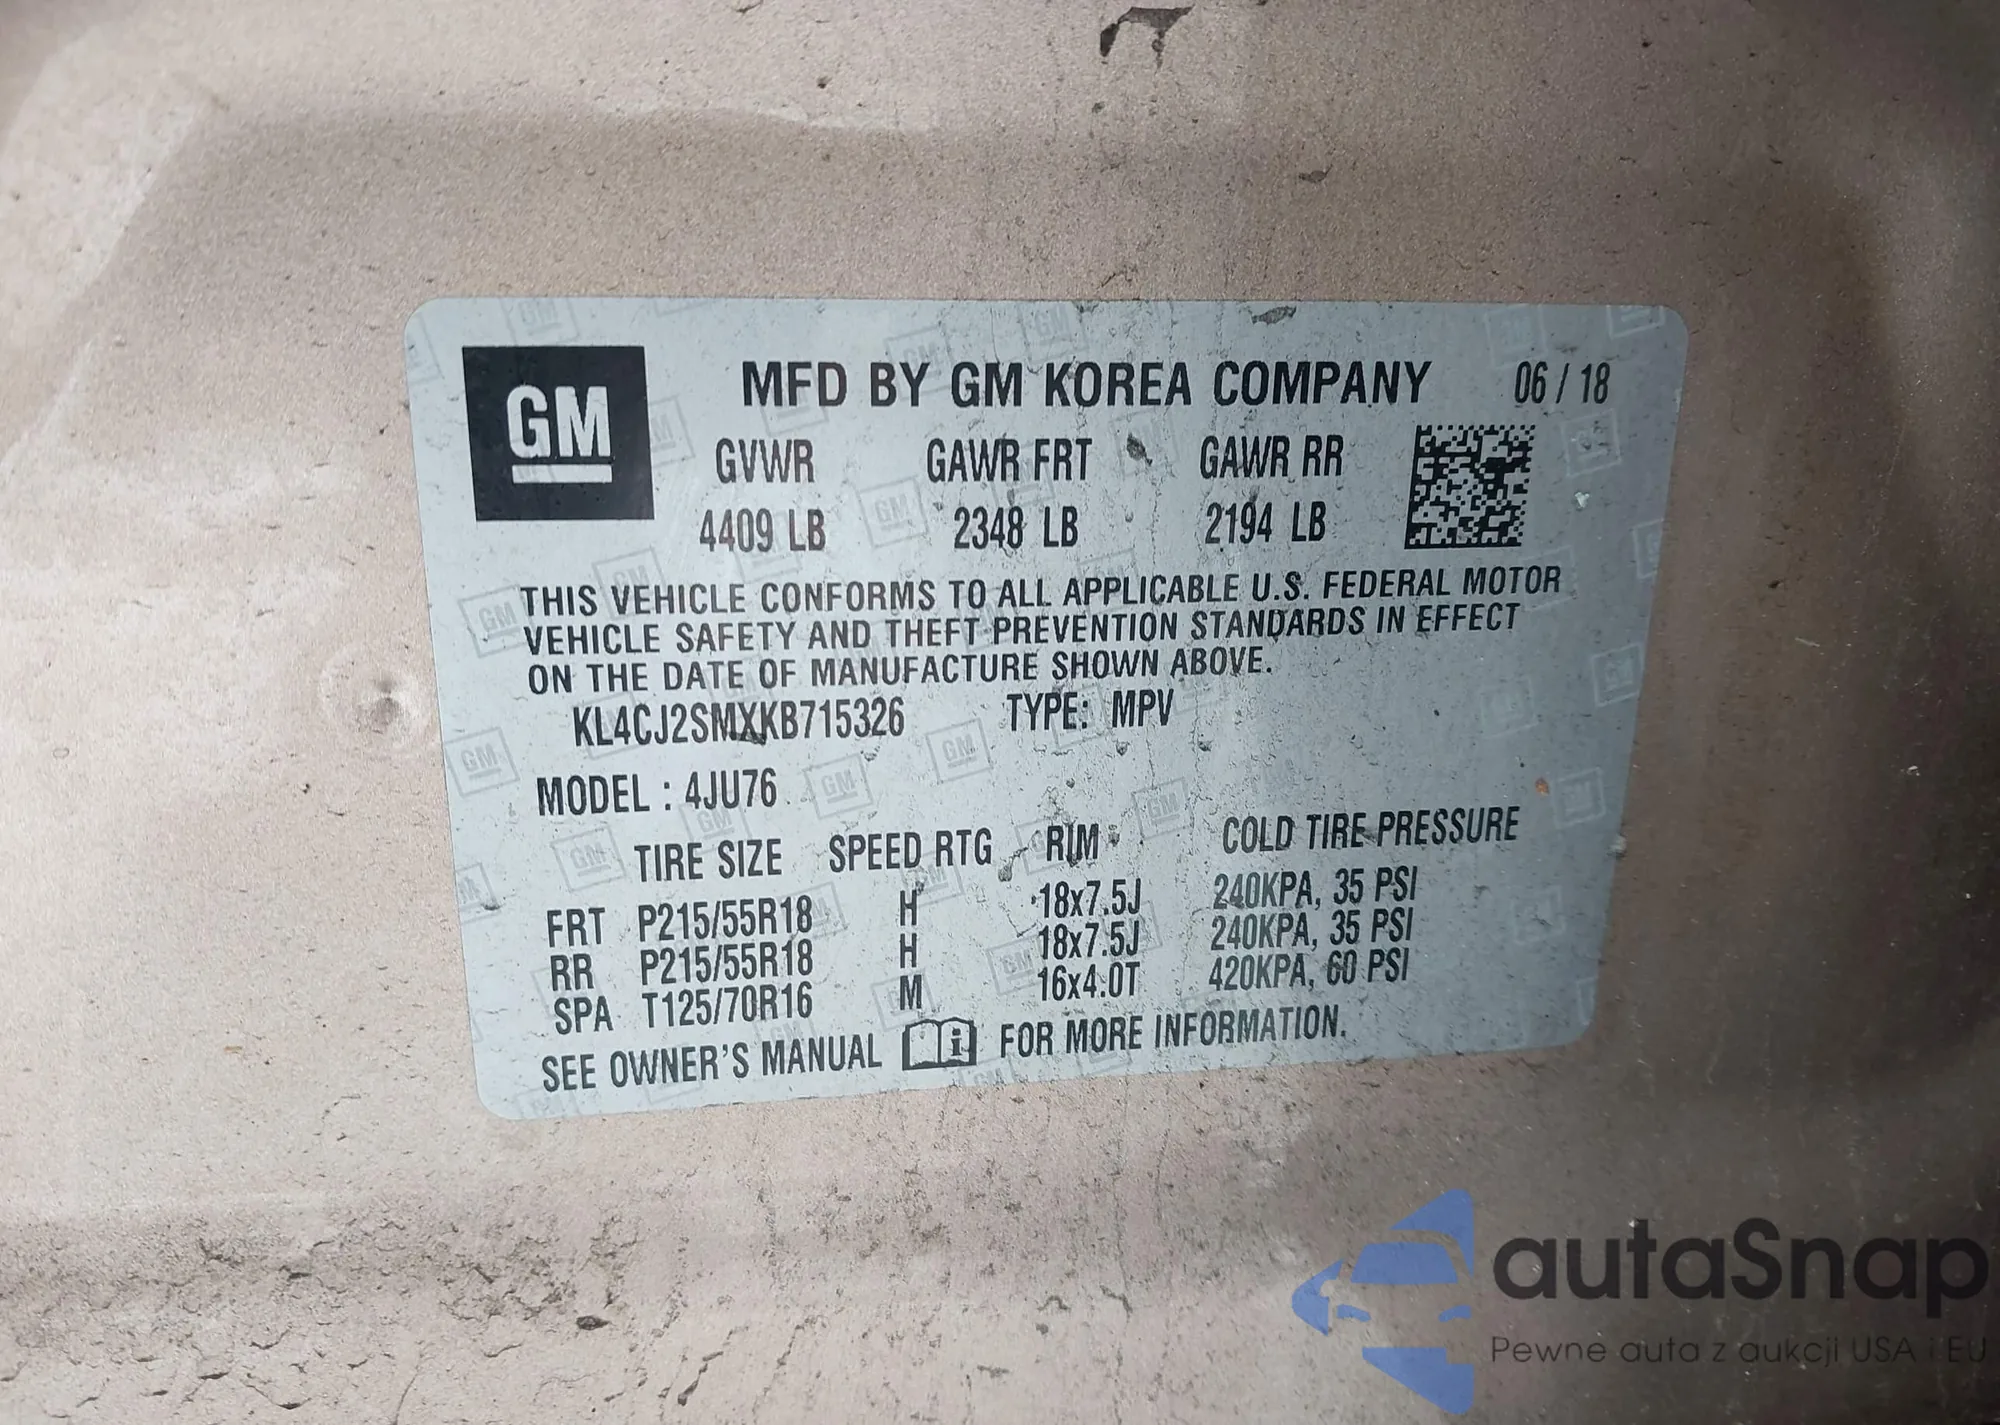 GM
MFD BY GM KOREA COMPANY 06 / 18
GVWR GAWR FRT GAWR RR
4409 LB 2348 LB 2194 LB
THIS VEHICLE CONFORMS TO ALL APPLICABLE U.S. FEDERAL MOTOR
VEHICLE SAFETY AND THEFT PREVENTION STANDARDS IN EFFECT
ON THE DATE OF MANUFACTURE SHOWN ABOVE.
KL4CJ2SMXKB715326 TYPE: MPV
MODEL : 4JU76
TIRE SIZE SPEED RTG RIM COLD TIRE PRESSURE
FRT P215/55R18 H 18x7.5J 240KPA, 35 PSI
RR P215/55R18 H 18x7.5J 240KPA, 35 PSI
SPA T125/70R16 M 16x4.0T 420KPA, 60 PSI
SEE OWNER'S MANUAL i FOR MORE INFORMATION.
autaSnap
Pewne auta z aukcji USA i EU